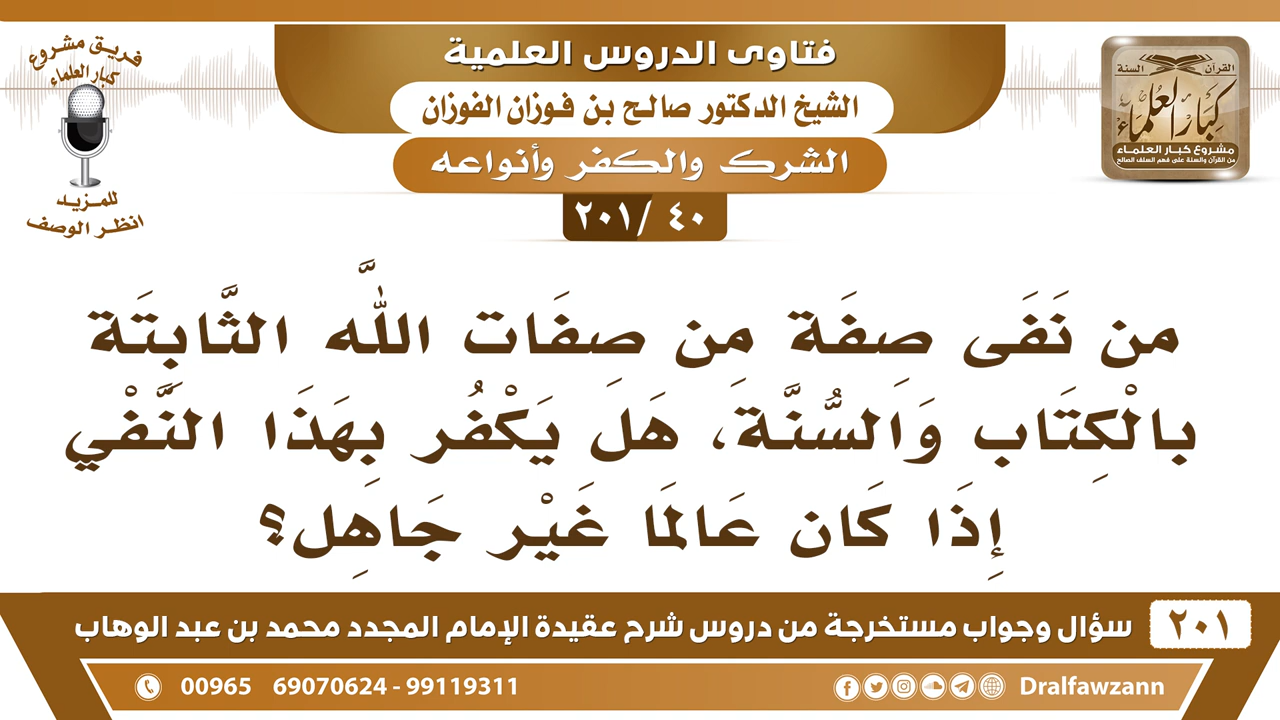 فتاوى الدروس العلمية
الشيخ الدكتور صالح بن فوزان الفوزان
الشرك والكفر وأنواعه
٤٠ /٢٠١
فريق مشروع
كبار العلماء
للمزيد
انظر الوصف
القرآن السنة
كبار العلماء
مشروع كبار العلماء
من القرآن والسنة على فهم السلف الصالح
من نَفَى صفَة مَن صفَات اللَّه الثَّابتَة
بالْكِتَاب وَالسُّنَّة، هَلَ يَكْفُر بِهَذَا النَّفْي
إِذَا كَان عَالمَا غَيْر جَاهِل؟
٢٠١
سؤال وجواب مستخرجة من دروس شرح عقيدة الإمام المجدد محمد بن عبد الوهاب
00965 69070624 - 99119311
Dralfawzann